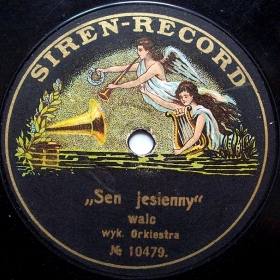 SIREN-RECORD
„Sen jesienny“
walc
wyk. Orkiestra
№ 10479.